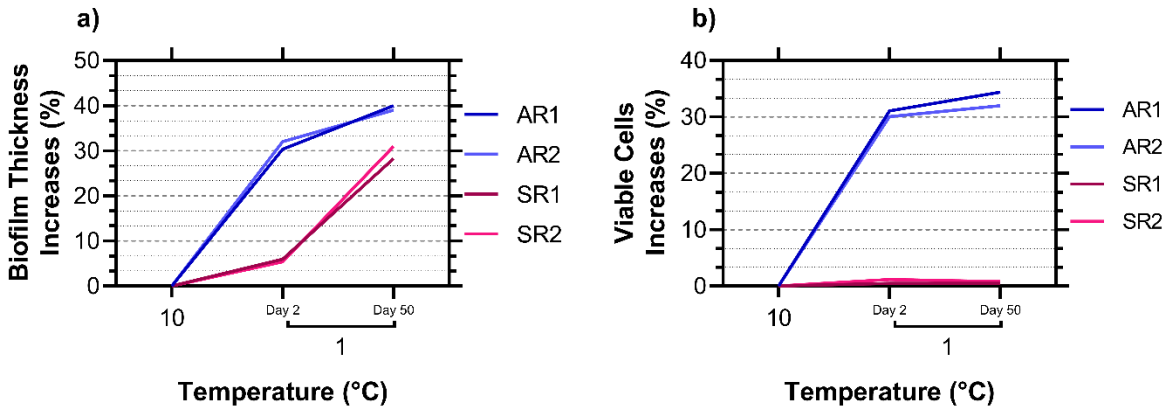 a)
Biofilm Thickness
Increases (%)
50
40
30
20
10
0
10
Day 2
Day 50
1
Temperature (°C)
AR1
AR2
SR1
SR2
b)
Viable Cells
Increases (%)
40
30
20
10
0
10
Day 2
Day 50
1
Temperature (°C)
AR1
AR2
SR1
SR2